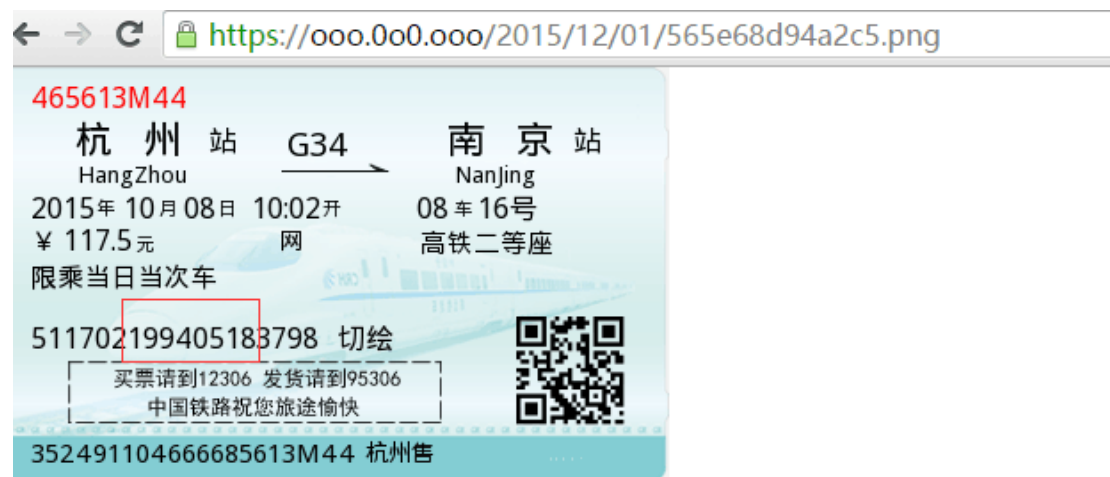 https://ooo.0o0.ooo/2015/12/01/565e68d94a2c5.png
465613M44
杭 州 站 G34 南 京 站
HangZhou NanJing
2015年 10月08日 10:02开 08车16号
¥ 117.5元 网 高铁二等座
限乘当日当次车
511702199405183798 切绘
买票请到12306 发货请到95306
中国铁路祝您旅途愉快
352491104666685613M44 杭州售